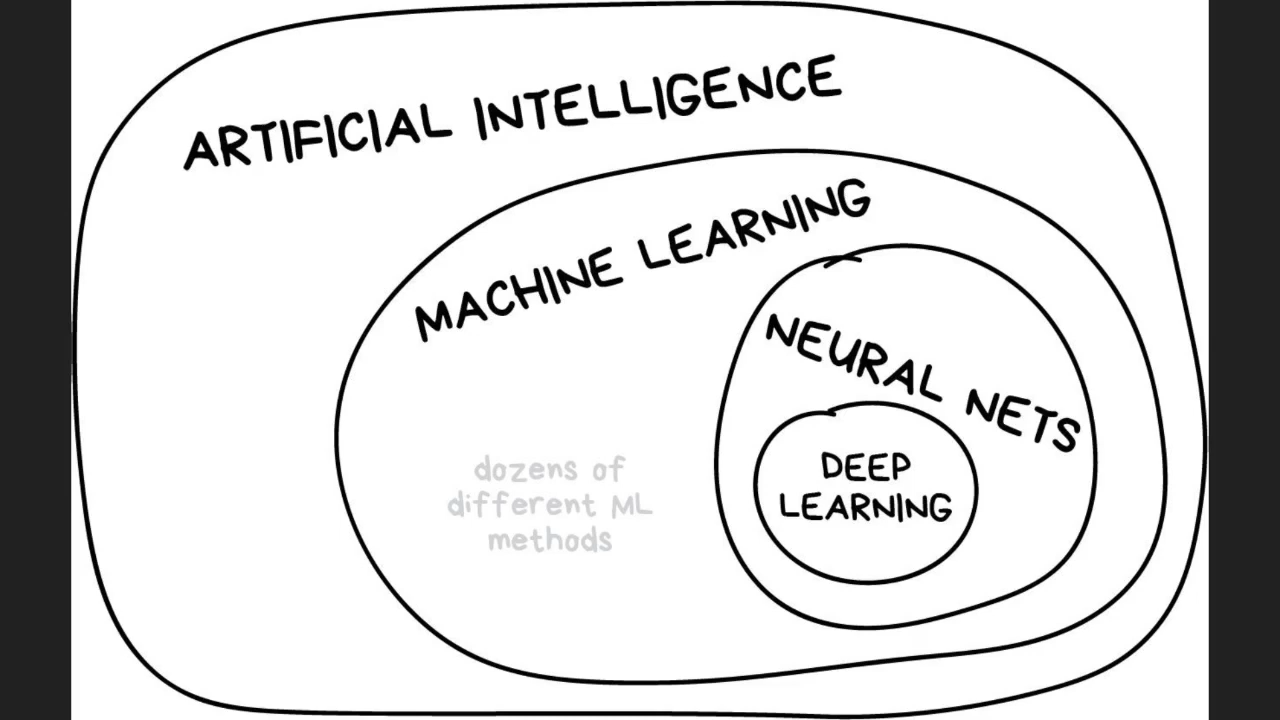 ARTIFICIAL INTELLIGENCE
MACHINE LEARNING
NEURAL NETS
DEEP
LEARNING
dozens of
different ML
methods